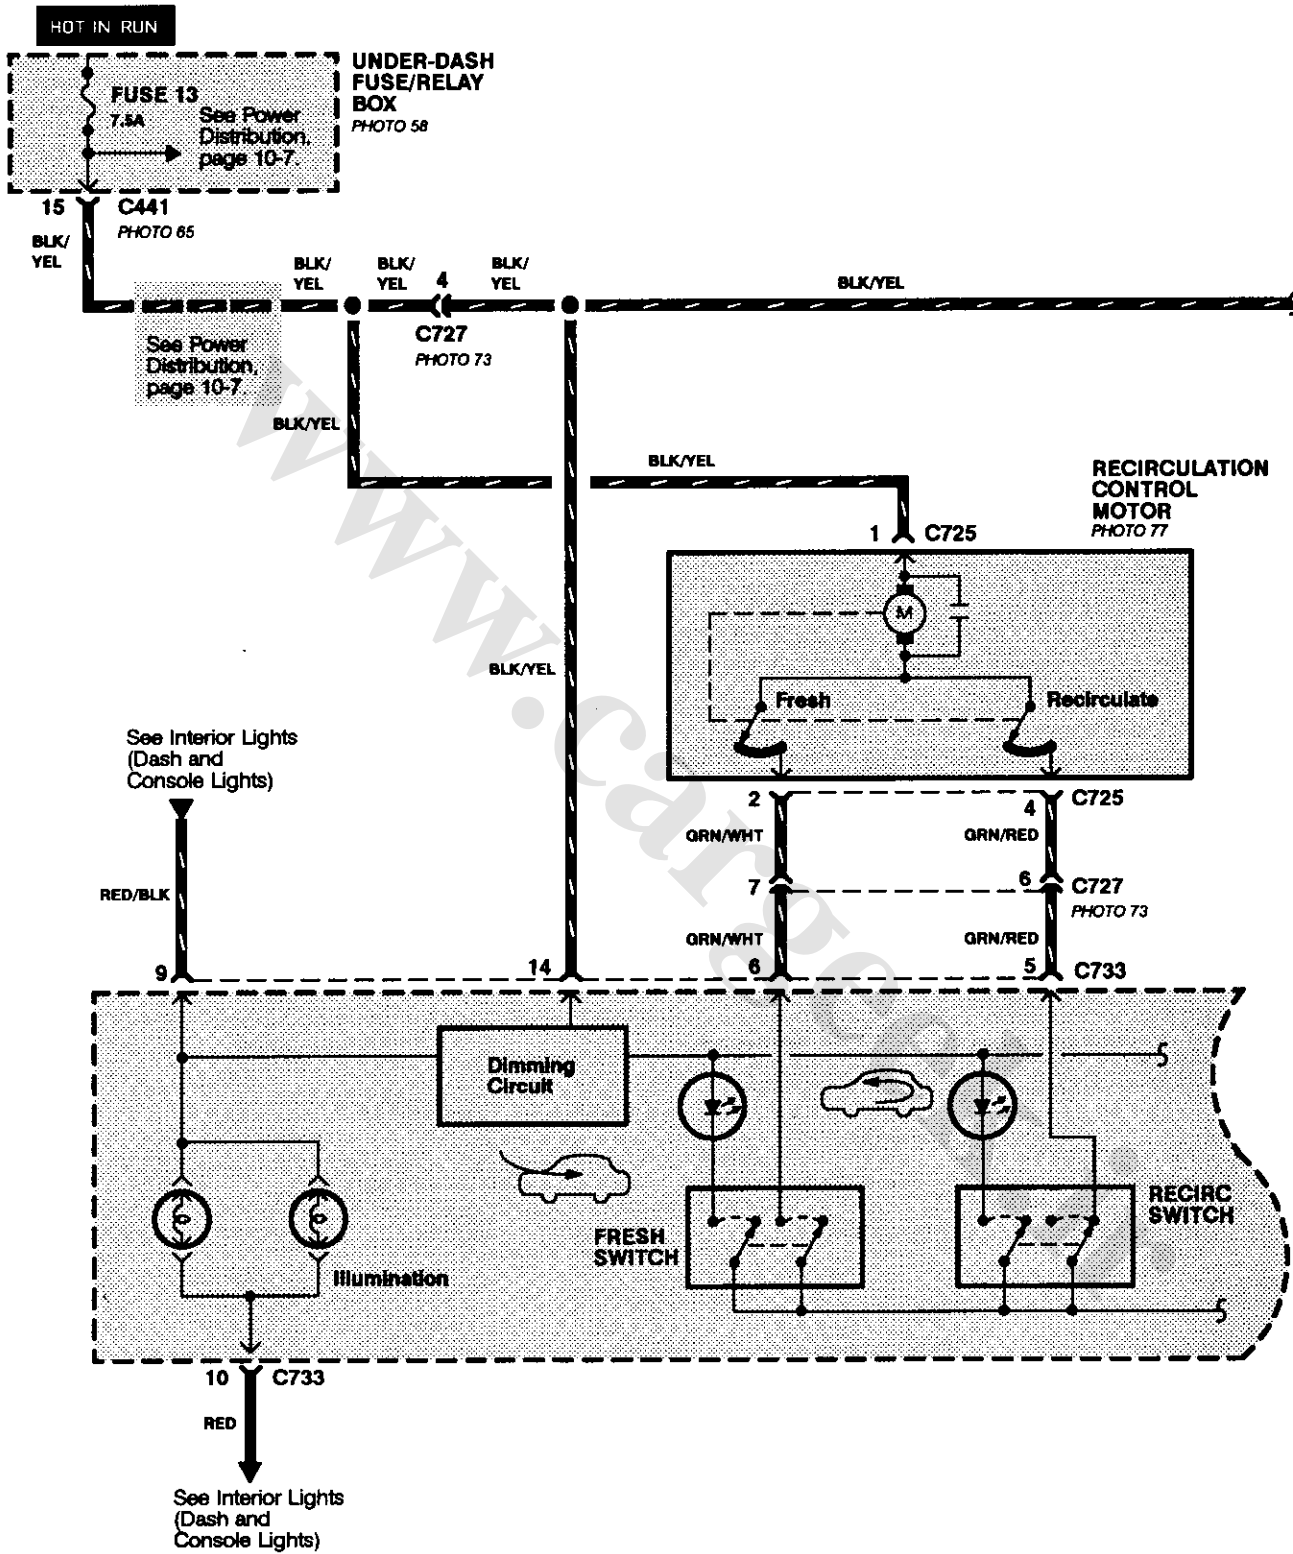 HOT IN RUN
UNDER-DASH
FUSE/RELAY
BOX
PHOTO 58
FUSE 13
7.5A
See Power
Distribution,
page 10-7.
15
C441
PHOTO 65
BLK/
YEL
BLK/
YEL
BLK/
YEL
4
BLK/
YEL
BLK/YEL
C727
PHOTO 73
See Power
Distribution,
page 10-7.
BLK/YEL
BLK/YEL
RECIRCULATION
CONTROL
MOTOR
PHOTO 77
1
C725
M
BLK/YEL
Fresh
Recirculate
See Interior Lights
(Dash and
Console Lights)
2
4
C725
GRN/WHT
GRN/RED
RED/BLK
7
6
C727
PHOTO 73
GRN/WHT
GRN/RED
9
14
6
5
C733
Dimming
Circuit
FRESH
SWITCH
RECIRC
SWITCH
Illumination
10
C733
RED
See Interior Lights
(Dash and
Console Lights)